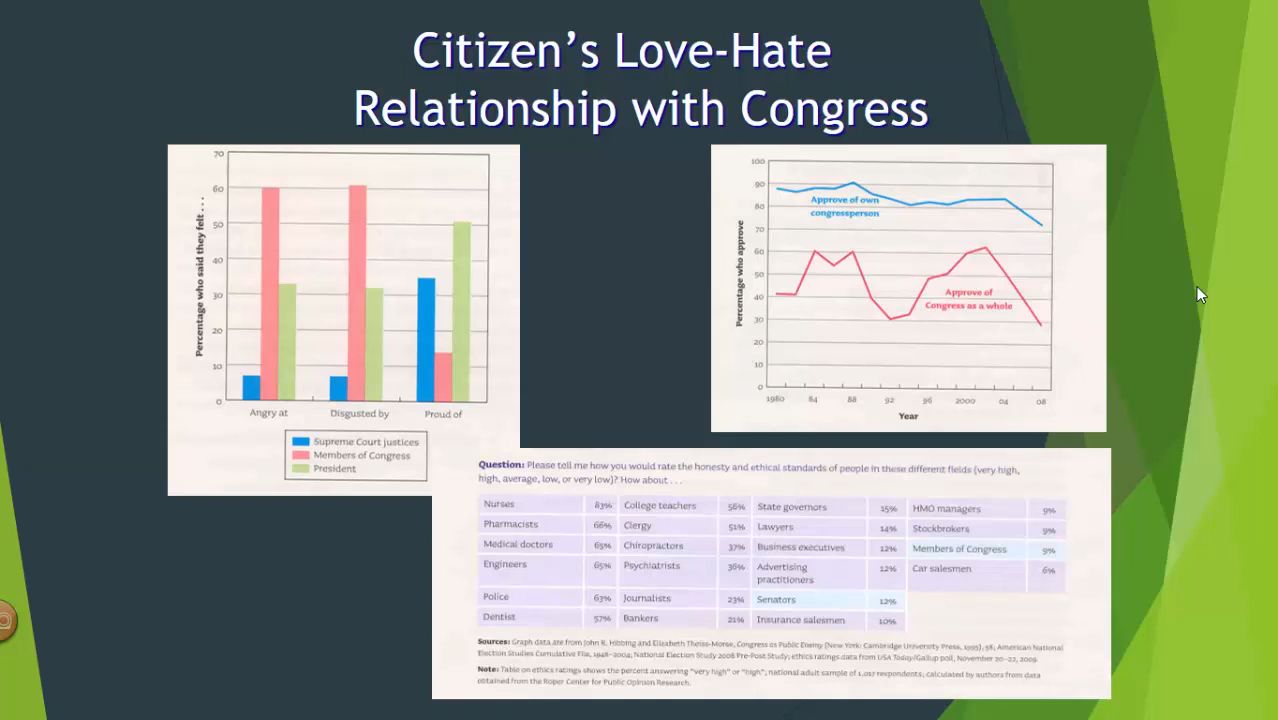 Citizen's Love-Hate
Relationship with Congress
Percentage who said they felt . . .
70
60
50
40
30
20
10
0
Angry at
Disgusted by
Proud of
Supreme Court justices
Members of Congress
President
Percentage who approve
100
90
80
70
60
50
40
30
20
10
0
Approve of own
congressperson
Approve of
Congress as a whole
1980 84 88 92 96 2000 04 08
Year
Question: Please tell me how you would rate the honesty and ethical standards of people in these different fields (very high,
high, average, low, or very low)? How about . . .
Nurses 83% College teachers 56% State governors 15% HMO managers 9%
Pharmacists 66% Clergy 51% Lawyers 14% Stockbrokers 9%
Medical doctors 65% Chiropractors 37% Business executives 12% Members of Congress 9%
Engineers 65% Psychiatrists 36% Advertising 12% Car salesmen 6%
practitioners
Police 63% Journalists 23% Senators 12%
Dentist 57% Bankers 21% Insurance salesmen 10%
Sources: Graph data are from John R. Hibbing and Elizabeth Theiss-Morse, Congress as Public Enemy (New York: Cambridge University Press, 1995), 58; American National
Election Studies Cumulative File, 1948–2004; National Election Study 2008 Pre-Post Study; ethics ratings data from USA Today/Gallup poll, November 20–22, 2009.
Note: Table on ethics ratings shows the percent answering "very high" or "high"; national adult sample of 1,017 respondents; calculated by authors from data
obtained from the Roper Center for Public Opinion Research.